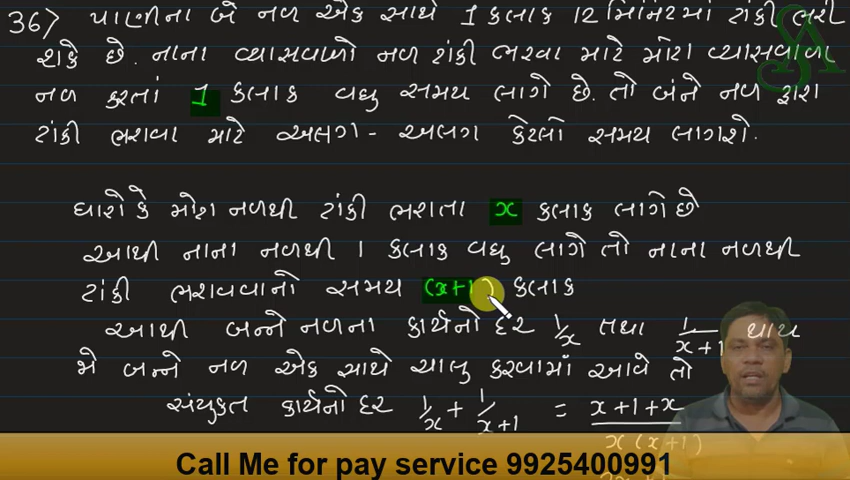 36> પાણીના બે નળ એક સાથે 1 કલાક 12 મિનિટમાં ટાંકી ભરી
શકે છે. નાના વ્યાસવાળો નળ ટાંકી ભરવા માટે મોટા વ્યાસવાળા
નળ કરતાં 1 કલાક વધુ સમય લાગે છે. તો બંને નળ દ્વારા
ટાંકી ભરાવા માટે અલગ - અલગ કેટલો સમય લાગશે.
ધારો કે મોટા નળથી ટાંકી ભરાતા x કલાક લાગે છે
આથી નાના નળથી 1 કલાક વધુ લાગે તો નાના નળથી
ટાંકી ભરાવવાનો સમય (x+1) કલાક
આથી બન્ને નળના કાર્યનો દર 1/x તથા 1/x+1 થાય
જો બન્ને નળ એક સાથે ચાલુ કરવામાં આવે તો
સંયુક્ત કાર્યનો દર 1/x + 1/x+1 = x+1+x / x(x+1)
Call Me for pay service 9925400991